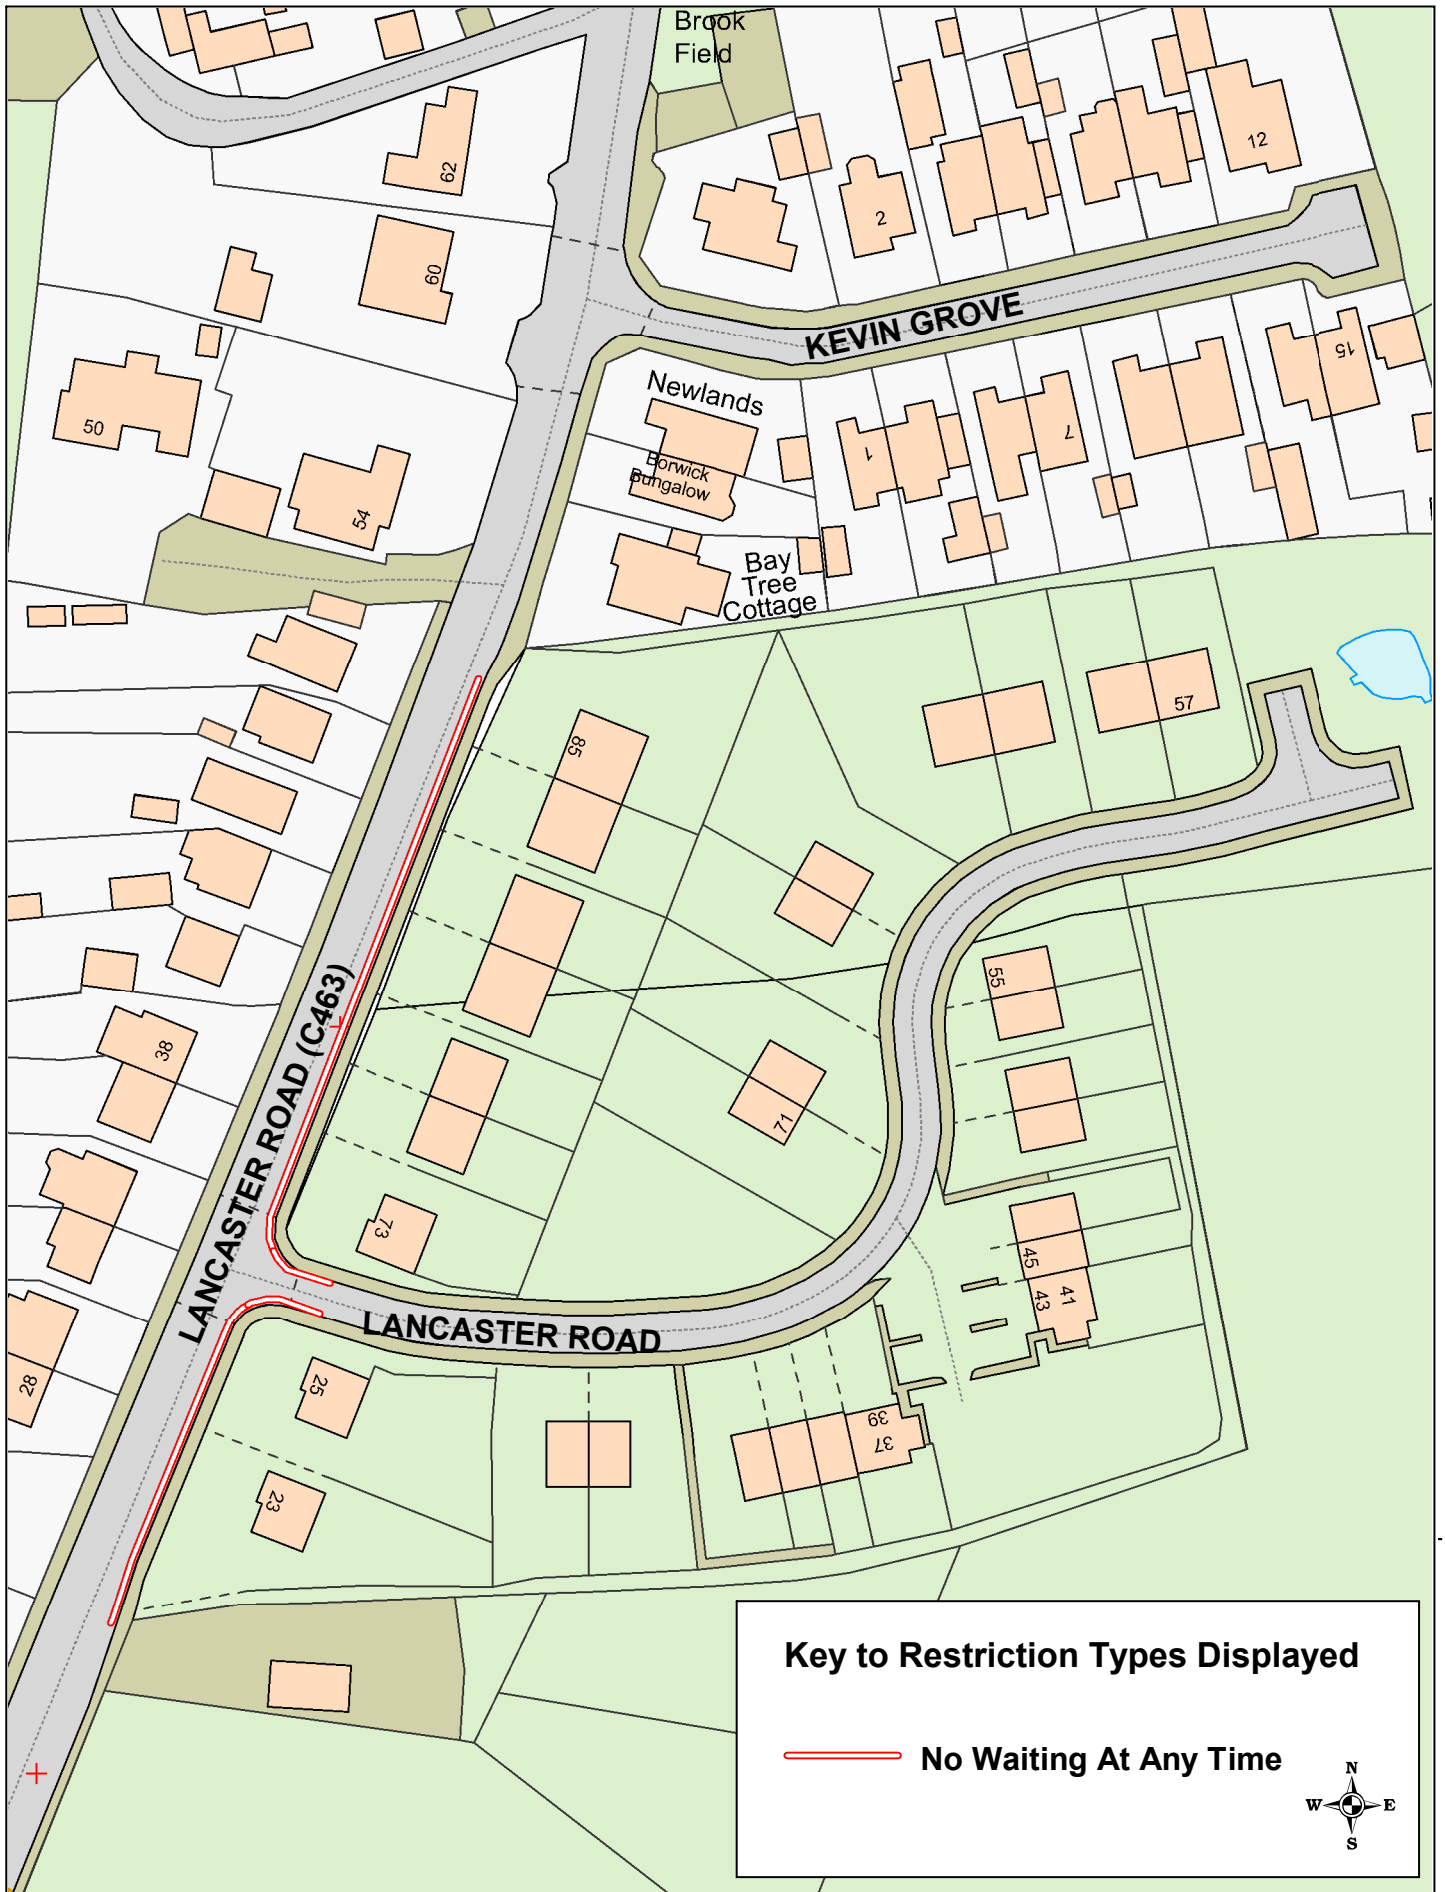 Brook
Field
62
12
2
60
KEVIN GROVE
15
Newlands
50
Borwick
Bungalow
1
7
54
Bay
Tree
Cottage
57
85
55
LANCASTER ROAD (C463)
38
71
73
45
41
43
LANCASTER ROAD
28
25
39
37
23
Key to Restriction Types Displayed
No Waiting At Any Time
N
W E
S